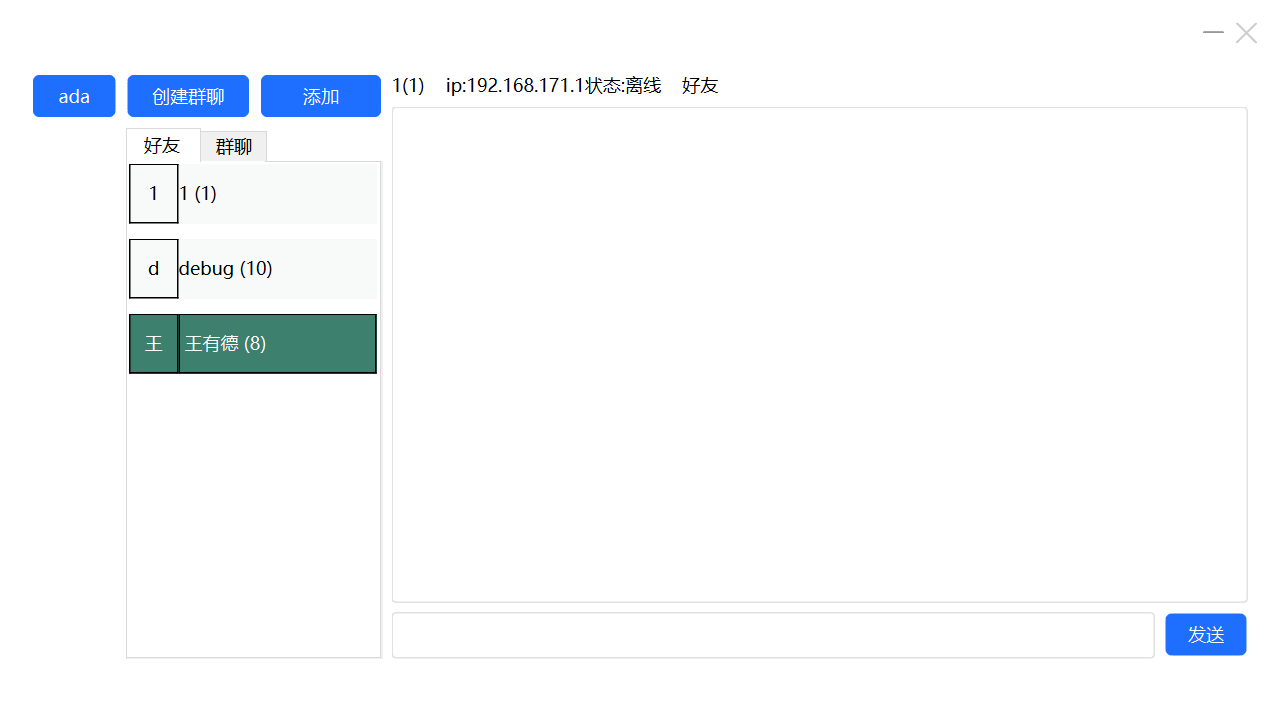 ada
创建群聊
添加
1(1) ip:192.168.171.1状态:离线 好友
好友
群聊
1 1 (1)
d debug (10)
王 王有德 (8)
发送